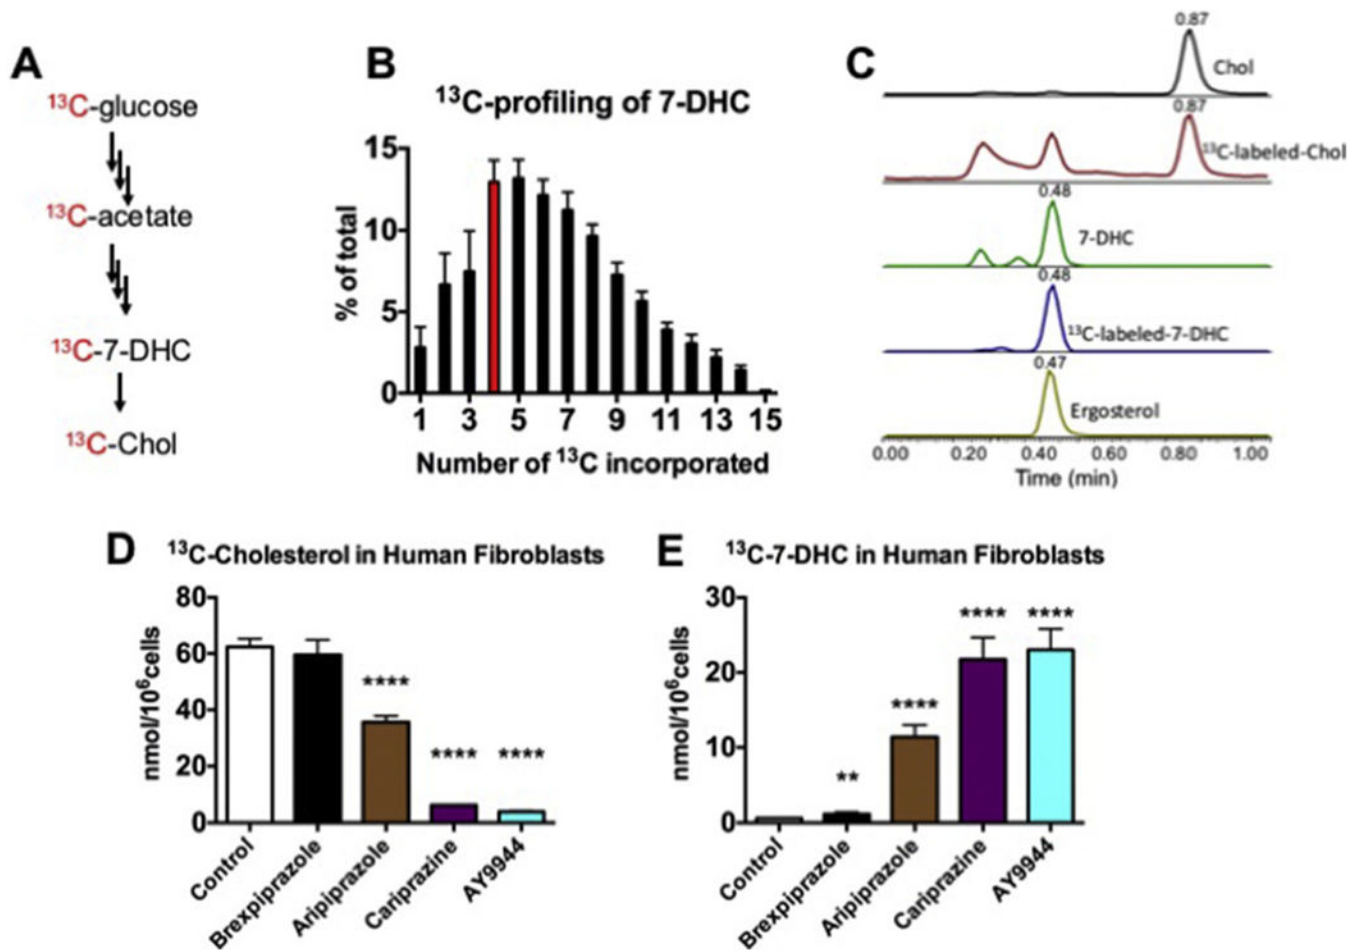 A
¹³C-glucose
¹³C-acetate
¹³C-7-DHC
¹³C-Chol
B
¹³C-profiling of 7-DHC
% of total
15
10
5
0
1 3 5 7 9 11 13 15
Number of ¹³C incorporated
C
0.87
Chol
0.87
¹³C-labeled-Chol
0.48
7-DHC
0.48
¹³C-labeled-7-DHC
0.47
Ergosterol
0.00 0.20 0.40 0.60 0.80 1.00
Time (min)
D
¹³C-Cholesterol in Human Fibroblasts
nmol/10⁶cells
80
60
40
20
0
****
****
****
Control
Brexpiprazole
Aripiprazole
Cariprazine
AY9944
E
¹³C-7-DHC in Human Fibroblasts
nmol/10⁶cells
30
20
10
0
**
****
****
****
Control
Brexpiprazole
Aripiprazole
Cariprazine
AY9944